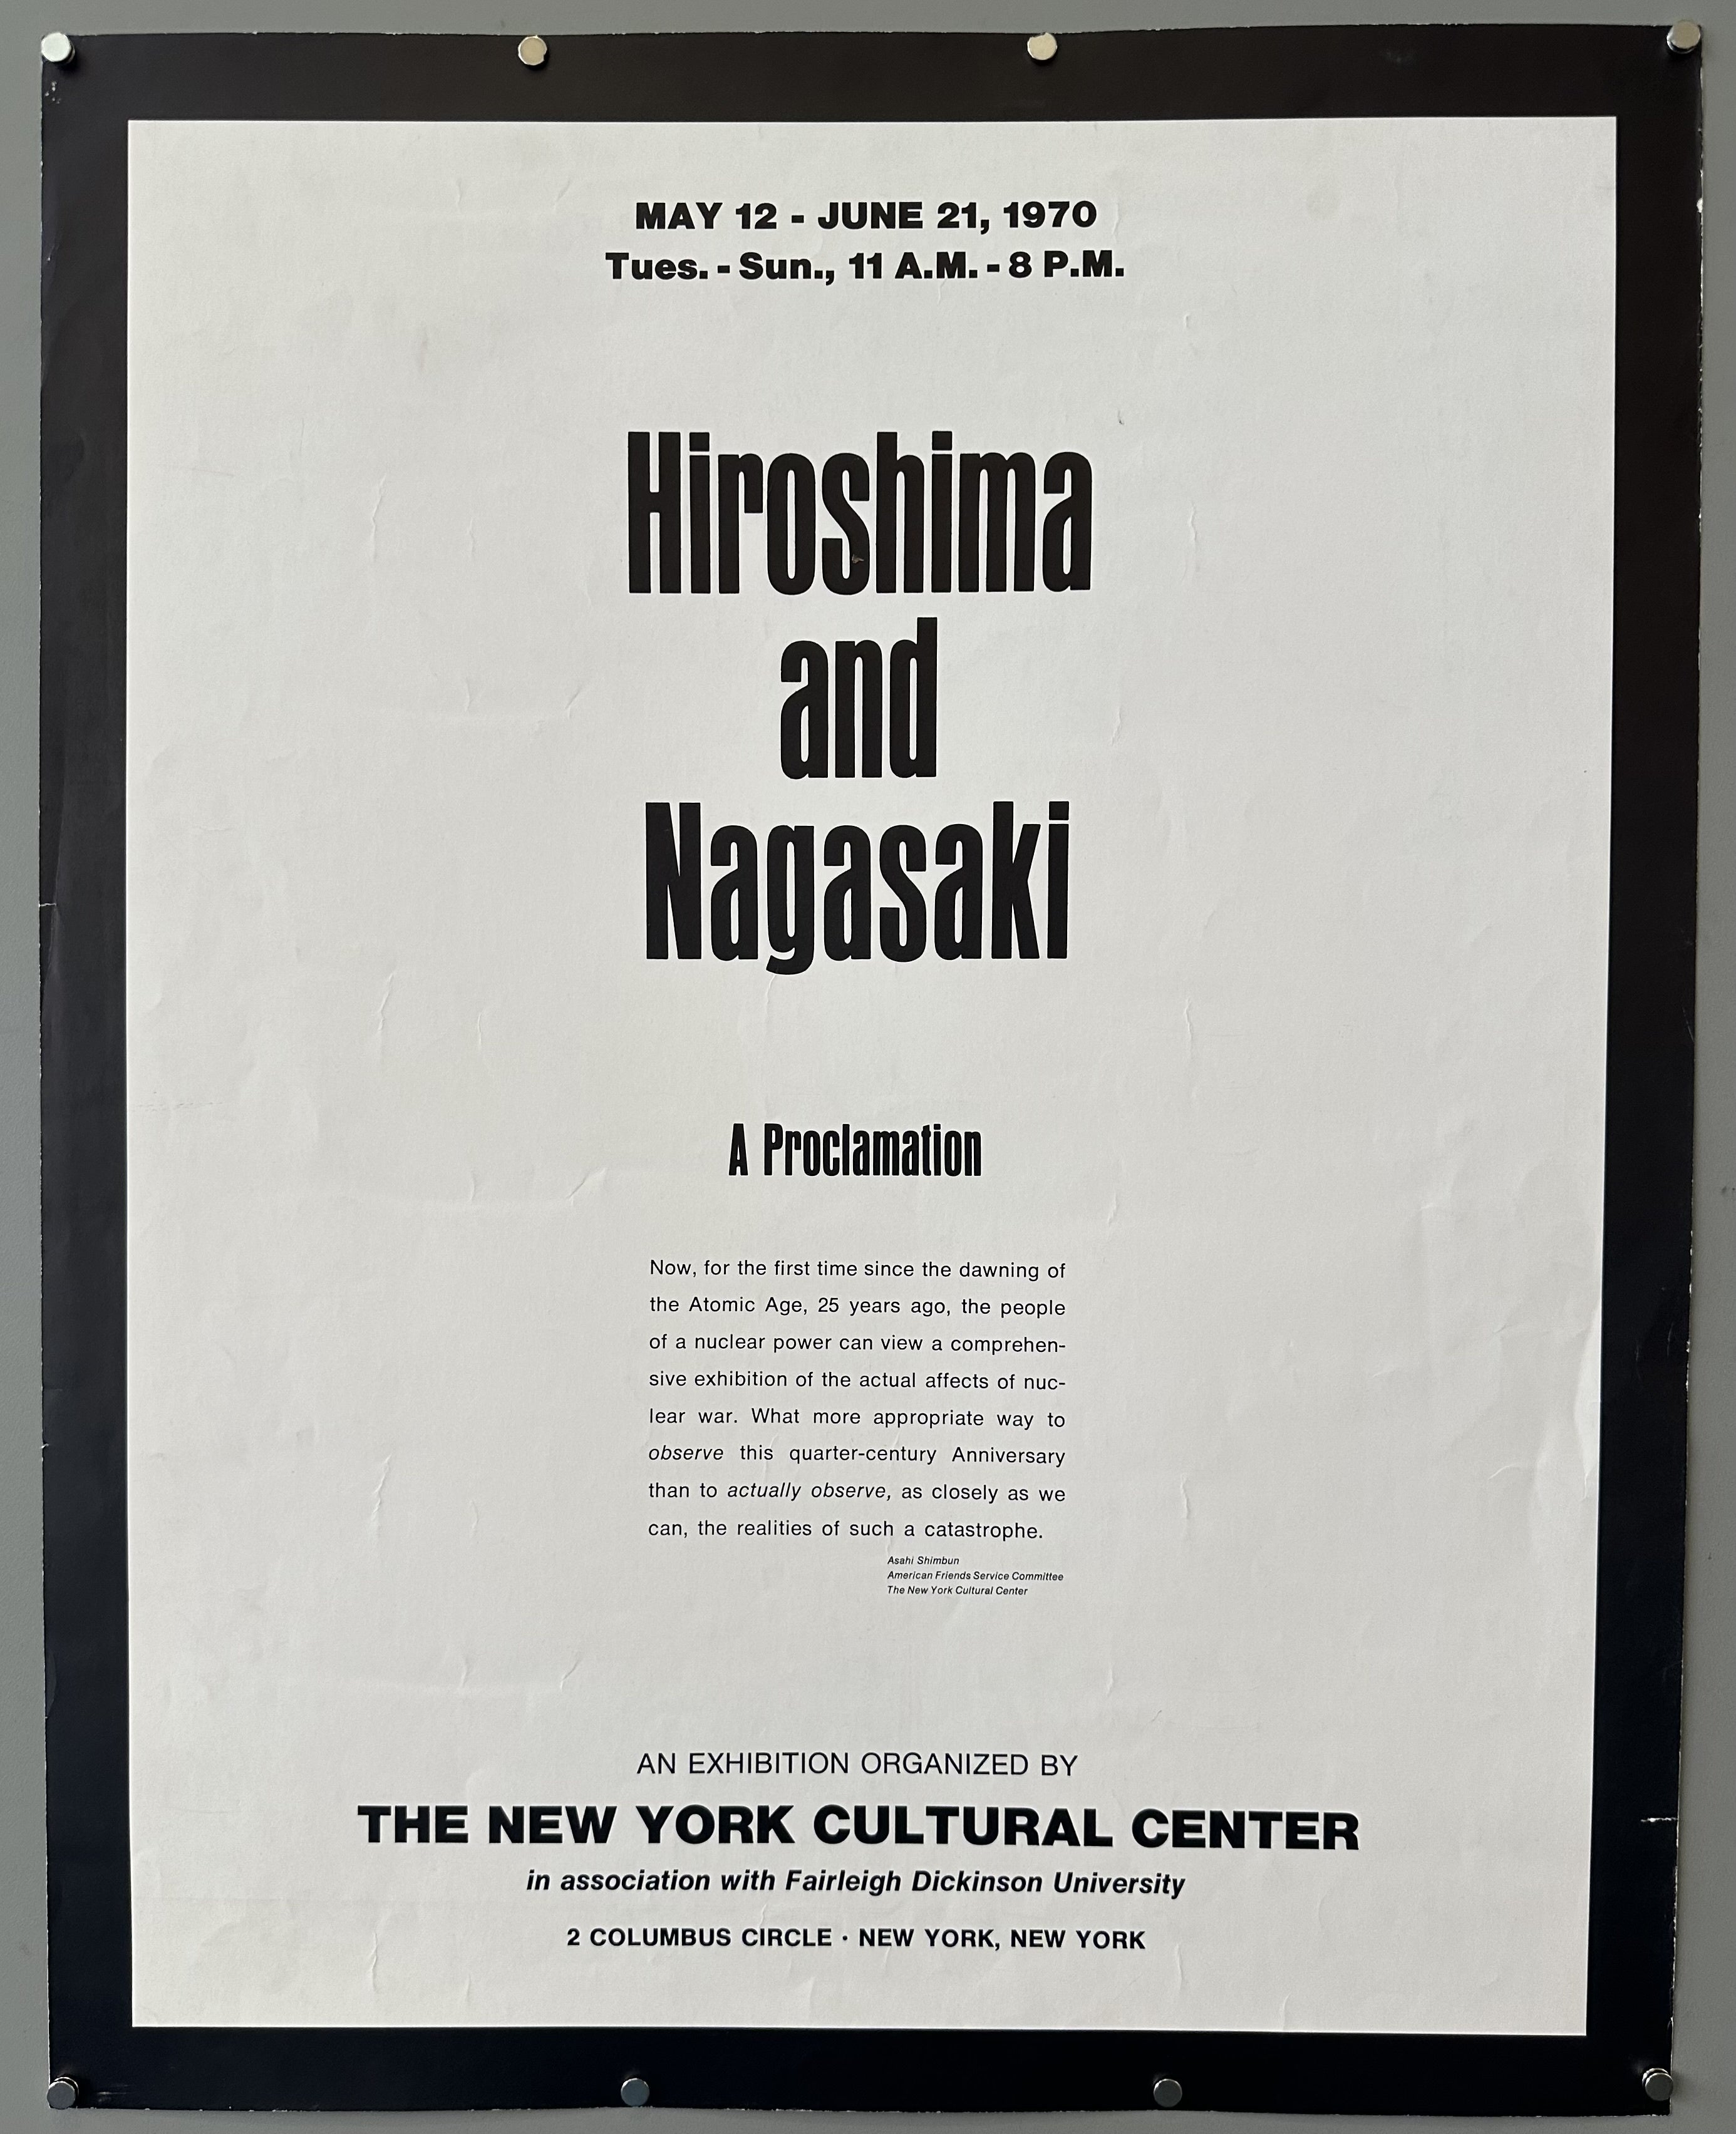 MAY 12 - JUNE 21, 1970
Tues. - Sun., 11 A.M. - 8 P.M.
Hiroshima
and
Nagasaki
A Proclamation
Now, for the first time since the dawning of
the Atomic Age, 25 years ago, the people
of a nuclear power can view a comprehen-
sive exhibition of the actual affects of nuc-
lear war. What more appropriate way to
observe this quarter-century Anniversary
than to actually observe, as closely as we
can, the realities of such a catastrophe.
Asahi Shimbun
American Friends Service Committee
The New York Cultural Center
AN EXHIBITION ORGANIZED BY
THE NEW YORK CULTURAL CENTER
in association with Fairleigh Dickinson University
2 COLUMBUS CIRCLE · NEW YORK, NEW YORK